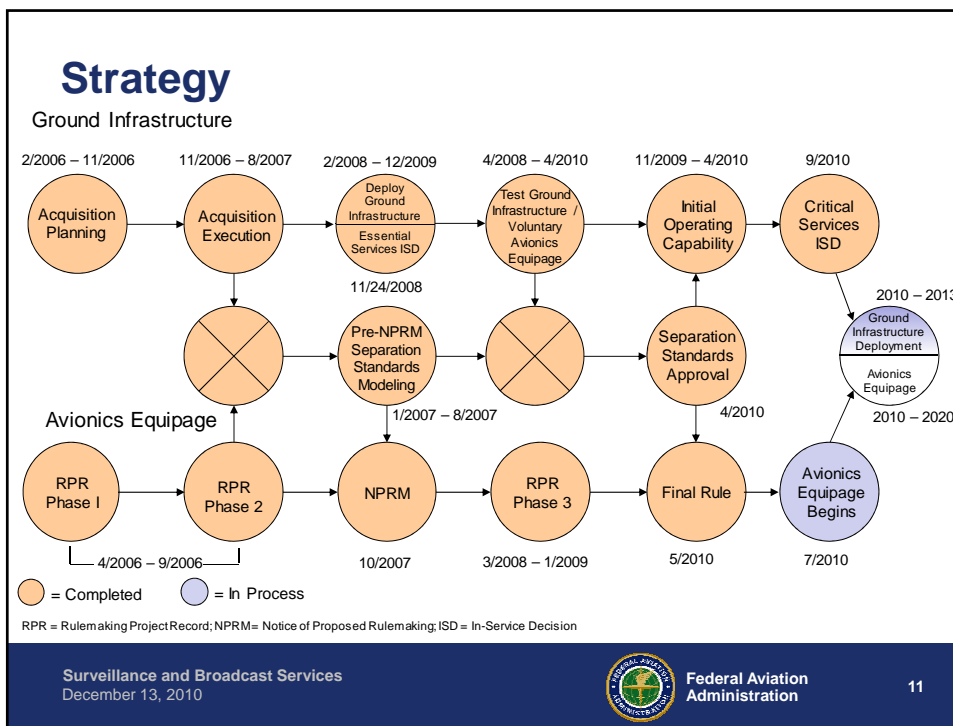 Strategy
Ground Infrastructure
2/2006 – 11/2006
11/2006 – 8/2007
2/2008 – 12/2009
4/2008 – 4/2010
11/2009 – 4/2010
9/2010
Acquisition
Planning
Acquisition
Execution
Deploy
Ground
Infrastructure
Essential
Services ISD
Test Ground
Infrastructure /
Voluntary
Avionics
Equipage
Initial
Operating
Capability
Critical
Services
ISD
11/24/2008
2010 – 2013
Pre-NPRM
Separation
Standards
Modeling
Separation
Standards
Approval
Ground
Infrastructure
Deployment
Avionics
Equipage
1/2007 – 8/2007
4/2010
2010 – 2020
Avionics Equipage
RPR
Phase I
RPR
Phase 2
NPRM
RPR
Phase 3
Final Rule
Avionics
Equipage
Begins
4/2006 – 9/2006
10/2007
3/2008 – 1/2009
5/2010
7/2010
= Completed
= In Process
RPR = Rulemaking Project Record; NPRM= Notice of Proposed Rulemaking; ISD = In-Service Decision
Surveillance and Broadcast Services
December 13, 2010
FEDERAL AVIATION
ADMINISTRATION
Federal Aviation
Administration
11